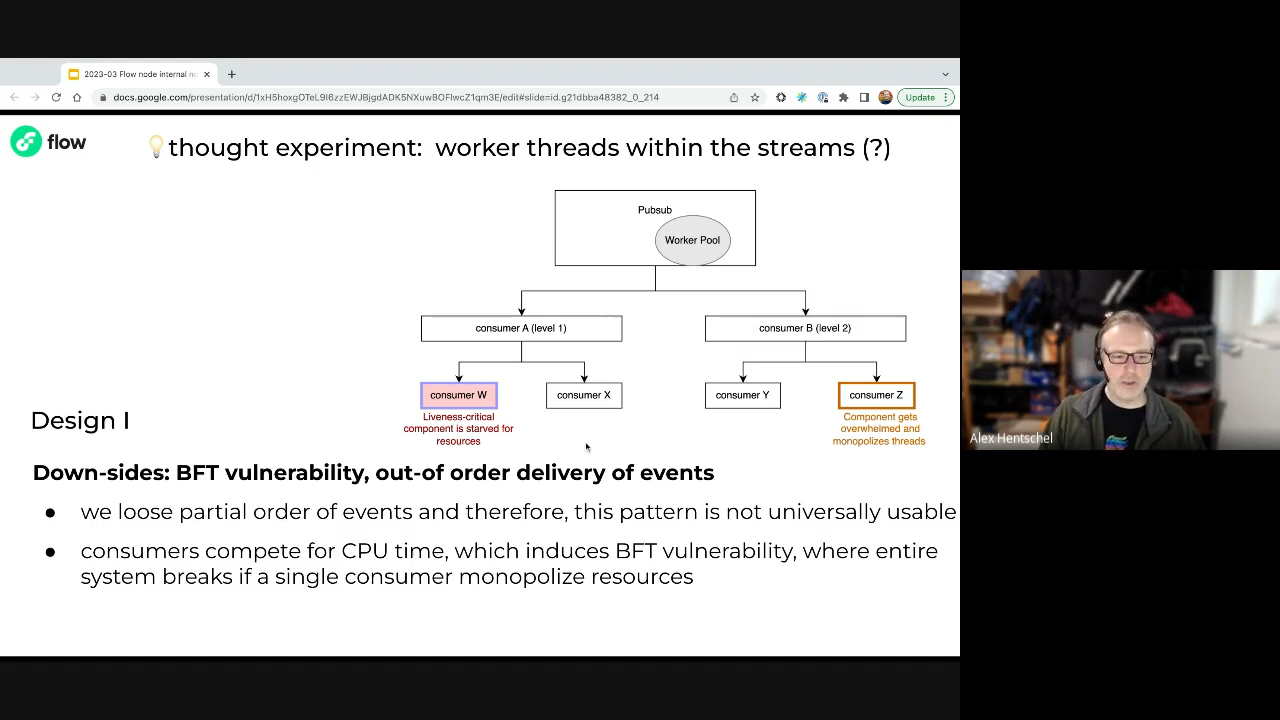 2023-03 Flow node internal no
docs.google.com/presentation/d/1xH5hoxgOTeL9I6zzEWJBjgdADK5NXuwBOFlwcZ1qm3E/edit#slide=id.g21dbba48382_0_214
Update
flow
thought experiment: worker threads within the streams (?)
Pubsub
Worker Pool
consumer A (level 1)
consumer B (level 2)
consumer W
consumer X
consumer Y
consumer Z
Liveness-critical
component is starved for
resources
Component gets
overwhelmed and
monopolizes threads
Design I
Down-sides: BFT vulnerability, out-of order delivery of events
● we loose partial order of events and therefore, this pattern is not universally usable
● consumers compete for CPU time, which induces BFT vulnerability, where entire
system breaks if a single consumer monopolize resources
Alex Hentschel